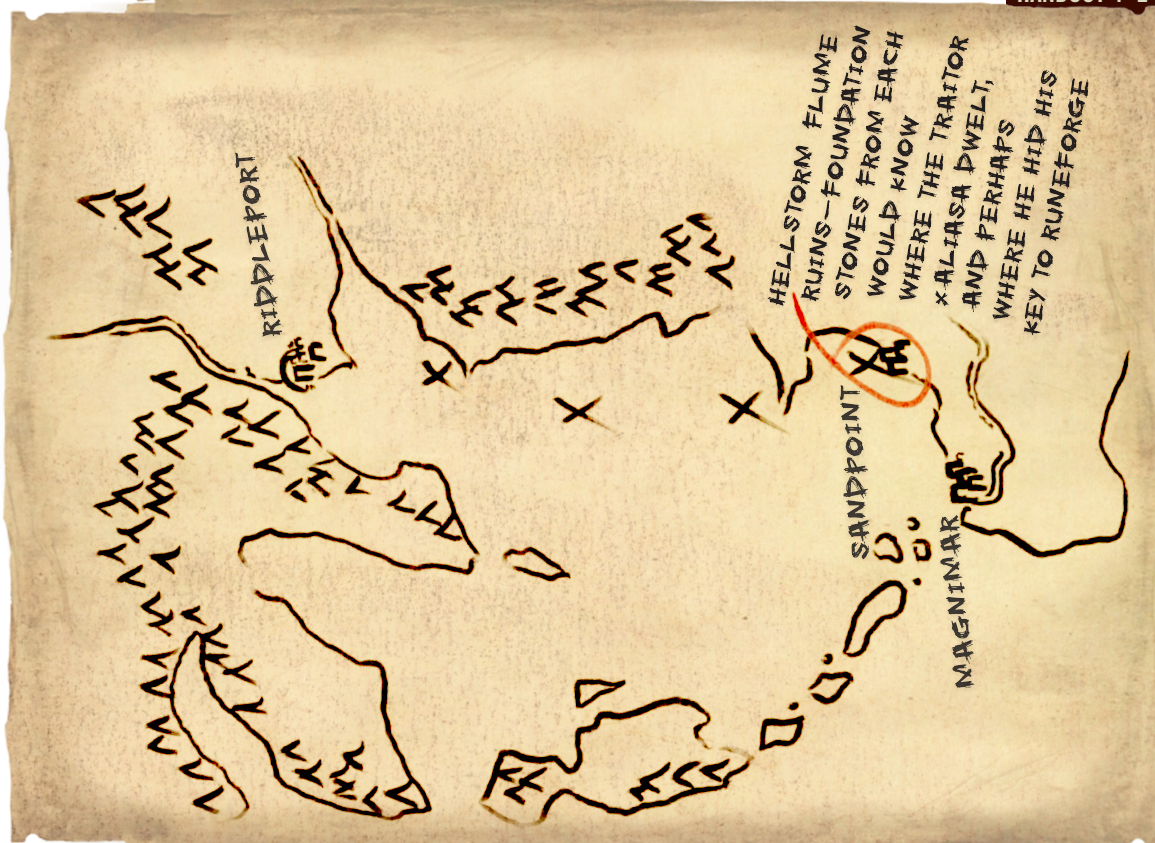 RIDDLEPORT
HELLSTORM FLUME
RUINS—FOUNDATION
STONES FROM EACH
WOULD KNOW
WHERE THE TRAITOR
XALIASA DWELT,
AND PERHAPS
WHERE HE HID HIS
KEY TO RUNEFORGE
SANDPOINT
MAGNIMAR